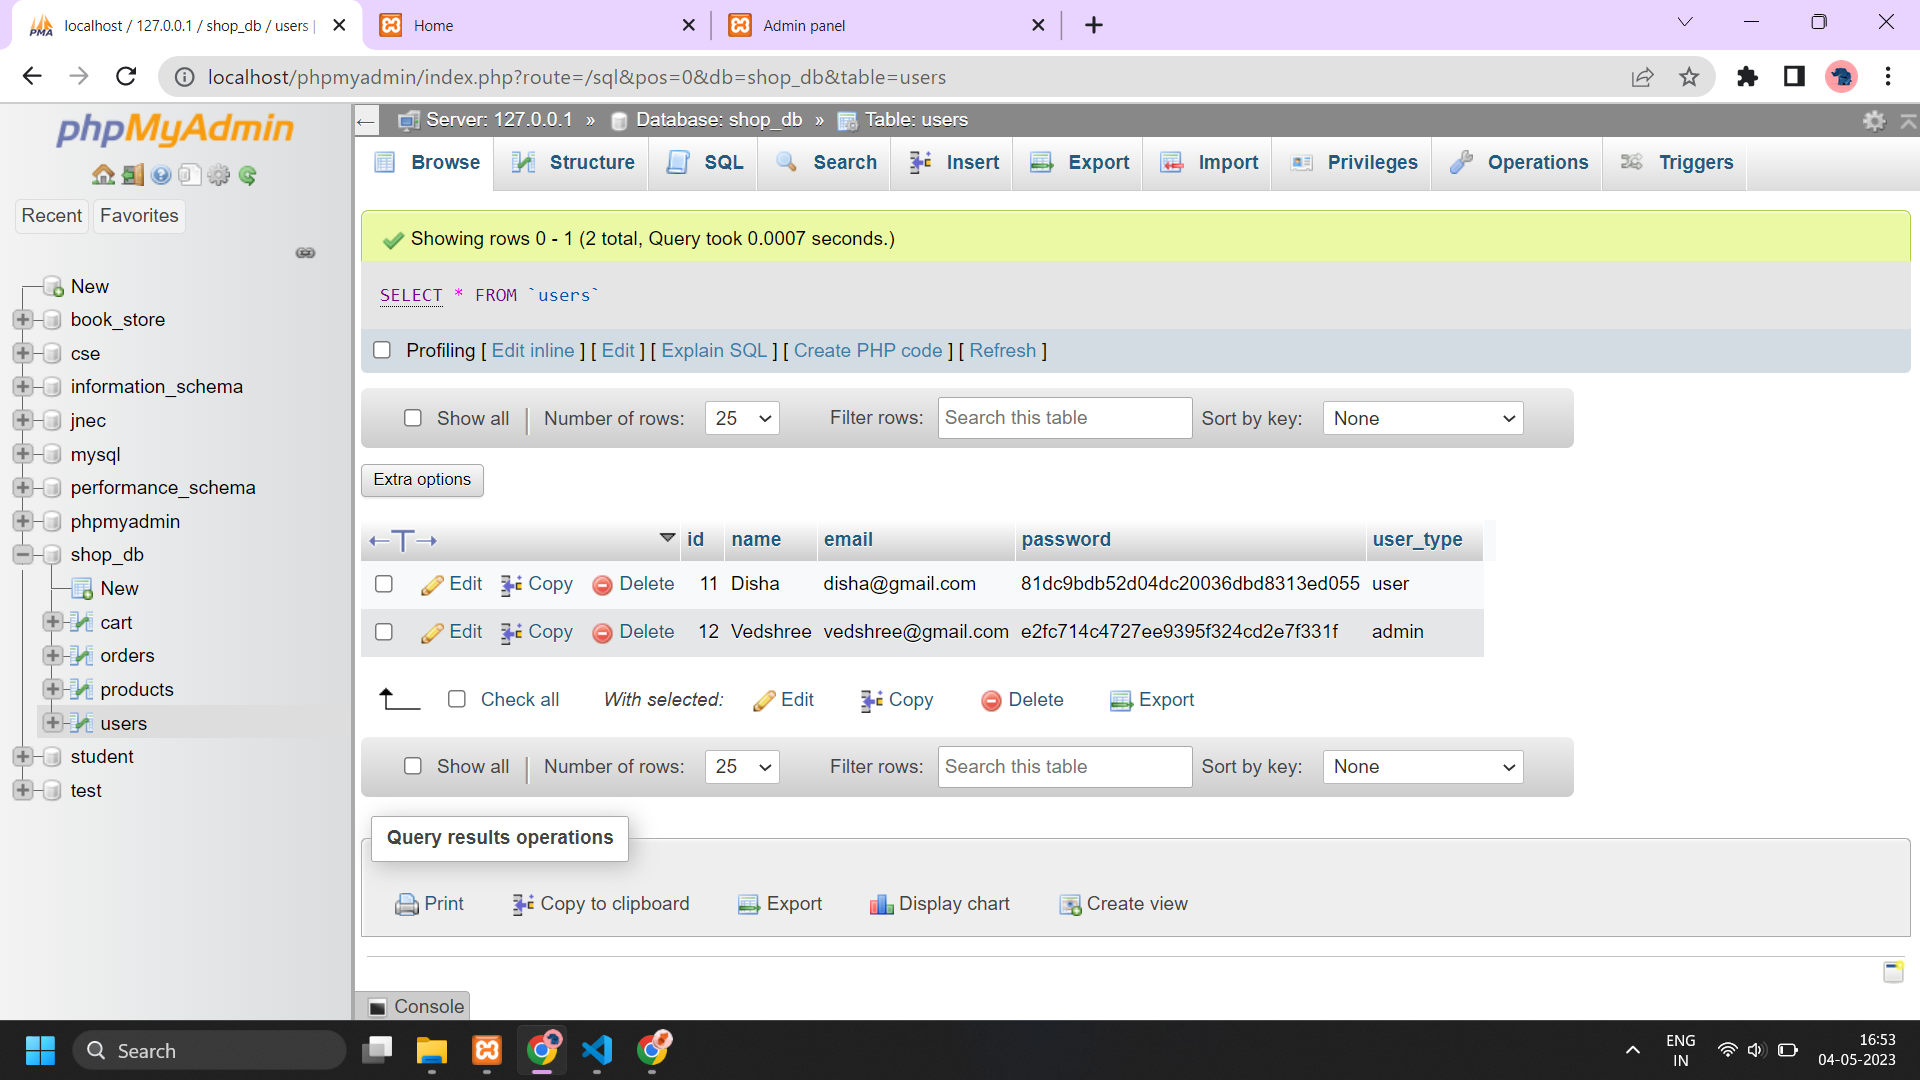 localhost / 127.0.0.1 / shop_db / users |
Home
Admin panel
localhost/phpmyadmin/index.php?route=/sql&pos=0&db=shop_db&table=users
phpMyAdmin
Recent Favorites
New
book_store
cse
information_schema
jnec
mysql
performance_schema
phpmyadmin
shop_db
New
cart
orders
products
users
student
test
Server: 127.0.0.1 » Database: shop_db » Table: users
Browse Structure SQL Search Insert Export Import Privileges Operations Triggers
Showing rows 0 - 1 (2 total, Query took 0.0007 seconds.)
SELECT * FROM `users`
Profiling [ Edit inline ] [ Edit ] [ Explain SQL ] [ Create PHP code ] [ Refresh ]
Show all Number of rows: 25 Filter rows: Search this table Sort by key: None
Extra options
←T→ id name email password user_type
Edit Copy Delete 11 Disha disha@gmail.com 81dc9bdb52d04dc20036dbd8313ed055 user
Edit Copy Delete 12 Vedshree vedshree@gmail.com e2fc714c4727ee9395f324cd2e7f331f admin
Check all With selected: Edit Copy Delete Export
Show all Number of rows: 25 Filter rows: Search this table Sort by key: None
Query results operations
Print Copy to clipboard Export Display chart Create view
Console
Search
ENG
IN
16:53
04-05-2023